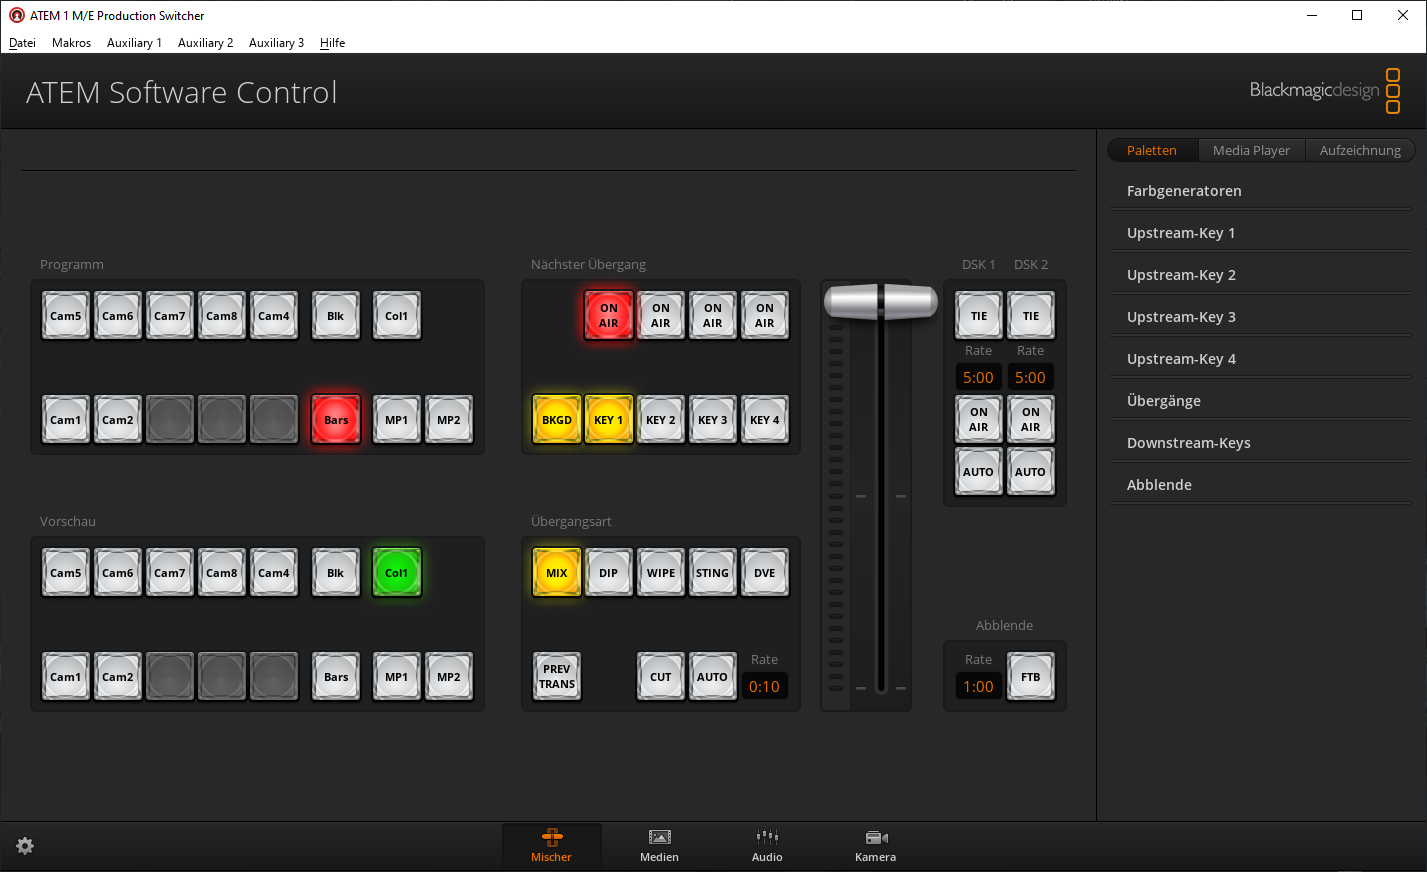 ATEM 1 M/E Production Switcher
Datei Makros Auxiliary 1 Auxiliary 2 Auxiliary 3 Hilfe
ATEM Software Control
Blackmagicdesign
Paletten Media Player Aufzeichnung
Farbgeneratoren
Upstream-Key 1
Upstream-Key 2
Upstream-Key 3
Upstream-Key 4
Übergänge
Downstream-Keys
Abblende
Programm
Cam5 Cam6 Cam7 Cam8 Cam4 Blk Col1
Cam1 Cam2 Bars MP1 MP2
Nächster Übergang
ON AIR ON AIR ON AIR ON AIR
BKGD KEY 1 KEY 2 KEY 3 KEY 4
DSK 1 DSK 2
TIE TIE
Rate Rate
5:00 5:00
ON AIR ON AIR
AUTO AUTO
Vorschau
Cam5 Cam6 Cam7 Cam8 Cam4 Blk Col1
Cam1 Cam2 Bars MP1 MP2
Übergangsart
MIX DIP WIPE STING DVE
PREV TRANS CUT AUTO Rate
0:10
Abblende
Rate
1:00 FTB
Mischer Medien Audio Kamera